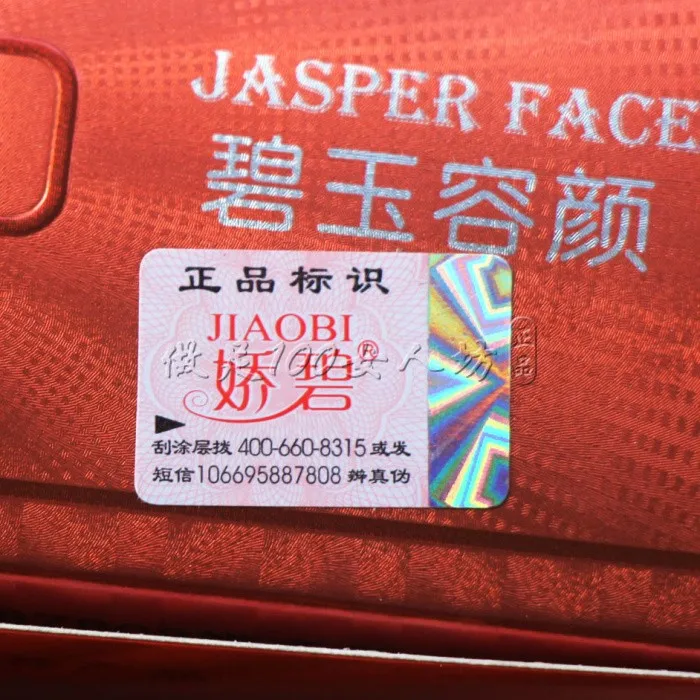 JASPER FACE
碧玉容颜
正品标识
JIAOBI
娇碧®
刮涂层拨 400-660-8315 或发
短信106695887808 辨真伪
正品